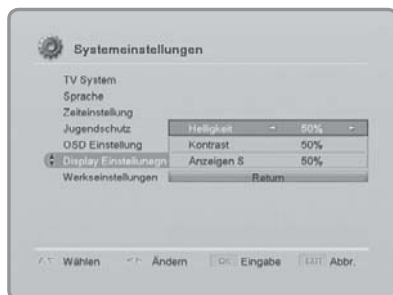 Systemeinstellungen
TV System
Sprache
Zeiteinstellung
Jugendschutz Helligkeit 50%
OSD Einstellung Kontrast 50%
Display Einstellunegn Anzeigen S 50%
Werkseinstellungen Return
Wählen Ändern OK Eingabe EXIT Abbr.